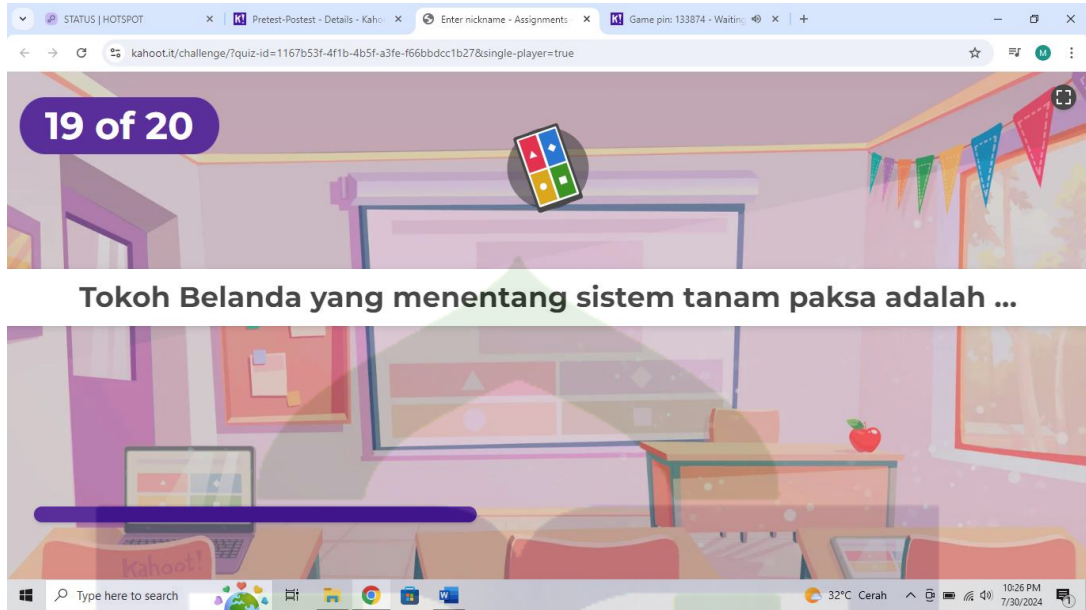 STATUS | HOTSPOT
Pretest-Postest - Details - Kaho
Enter nickname - Assignments
Game pin: 133874 - Waiting
kahoot.it/challenge/?quiz-id=1167b53f-4f1b-4b5f-a3fe-f66bbdcc1b27&single-player=true
M
19 of 20
Tokoh Belanda yang menentang sistem tanam paksa adalah ...
Kahoot!
Type here to search
32°C Cerah
10:26 PM
7/30/2024